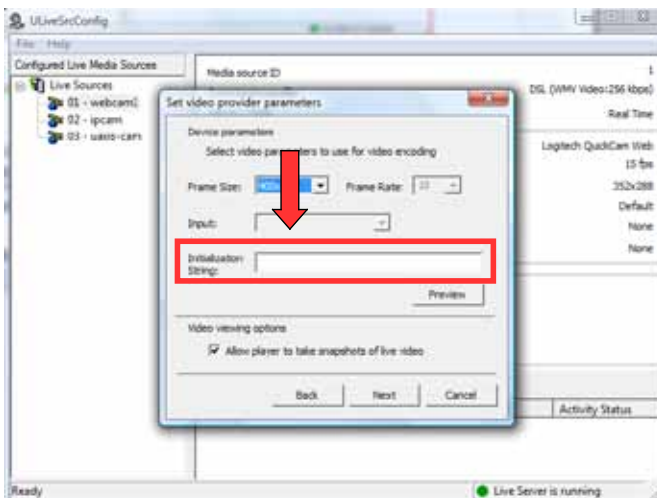 ULiveSrcConfig
File Help
Configured Live Media Sources
Live Sources
01 - webcam1
02 - ipcam
03 - uasis-cam
Media source ID 1
DSL (WMV Video:256 kbps)
Real Time
Logitech QuickCam Web
15 fps
352x288
Default
None
None
Set video provider parameters
Device parameters
Select video parameters to use for video encoding
Frame Size: Frame Rate:
Input:
Initialization
String:
Preview
Video viewing options
Allow player to take snapshots of live video
Back Next Cancel
Activity Status
Ready Live Server is running